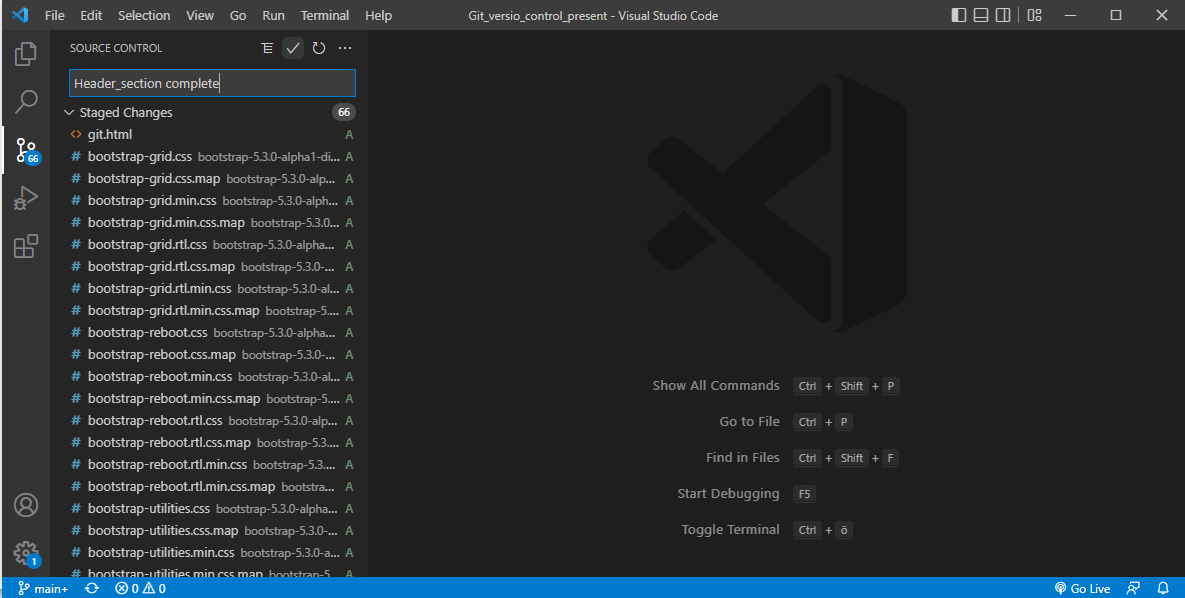 File Edit Selection View Go Run Terminal Help Git_versio_control_present - Visual Studio Code
SOURCE CONTROL
Header_section complete
Staged Changes 66
<> git.html A
# bootstrap-grid.css bootstrap-5.3.0-alpha1-di... A
# bootstrap-grid.css.map bootstrap-5.3.0-alp... A
# bootstrap-grid.min.css bootstrap-5.3.0-alph... A
# bootstrap-grid.min.css.map bootstrap-5.3.0... A
# bootstrap-grid.rtl.css bootstrap-5.3.0-alpha... A
# bootstrap-grid.rtl.css.map bootstrap-5.3.0-... A
# bootstrap-grid.rtl.min.css bootstrap-5.3.0-al... A
# bootstrap-grid.rtl.min.css.map bootstrap-5.... A
# bootstrap-reboot.css bootstrap-5.3.0-alpha... A
# bootstrap-reboot.css.map bootstrap-5.3.0-... A
# bootstrap-reboot.min.css bootstrap-5.3.0-al... A
# bootstrap-reboot.min.css.map bootstrap-5.... A
# bootstrap-reboot.rtl.css bootstrap-5.3.0-alp... A
# bootstrap-reboot.rtl.css.map bootstrap-5.3.... A
# bootstrap-reboot.rtl.min.css bootstrap-5.3.... A
# bootstrap-reboot.rtl.min.css.map bootstra... A
# bootstrap-utilities.css bootstrap-5.3.0-alpha... A
# bootstrap-utilities.css.map bootstrap-5.3.0-... A
# bootstrap-utilities.min.css bootstrap-5.3.0-a... A
# bootstrap-utilities.min.css.map bootstrap-5.... A
66
1
Show All Commands Ctrl + Shift + P
Go to File Ctrl + P
Find in Files Ctrl + Shift + F
Start Debugging F5
Toggle Terminal Ctrl + ö
main+ 0 0 Go Live